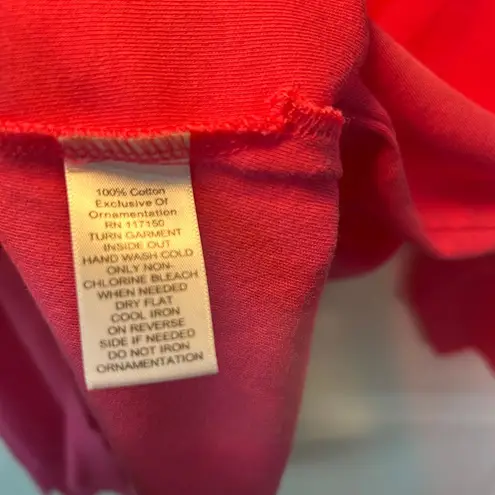 100% Cotton
Exclusive Of
Ornamentation
RN 117150
TURN GARMENT
INSIDE OUT
HAND WASH COLD
ONLY NON-
CHLORINE BLEACH
WHEN NEEDED
DRY FLAT
COOL IRON
ON REVERSE
SIDE IF NEEDED
DO NOT IRON
ORNAMENTATION